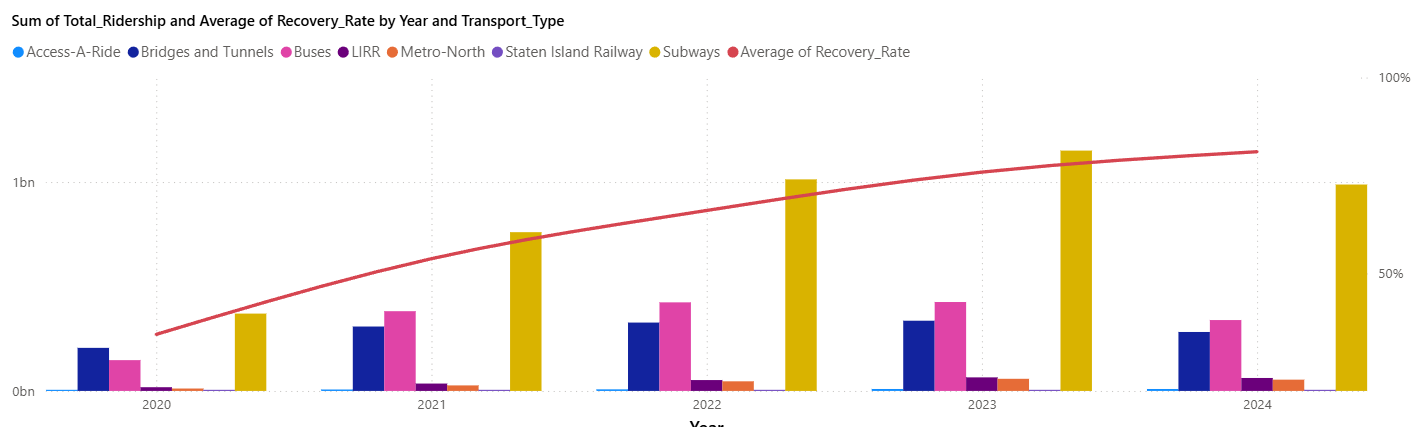 Sum of Total_Ridership and Average of Recovery_Rate by Year and Transport_Type
Access-A-Ride Bridges and Tunnels Buses LIRR Metro-North Staten Island Railway Subways Average of Recovery_Rate
100%
1bn
50%
0bn
2020 2021 2022 2023 2024
Year